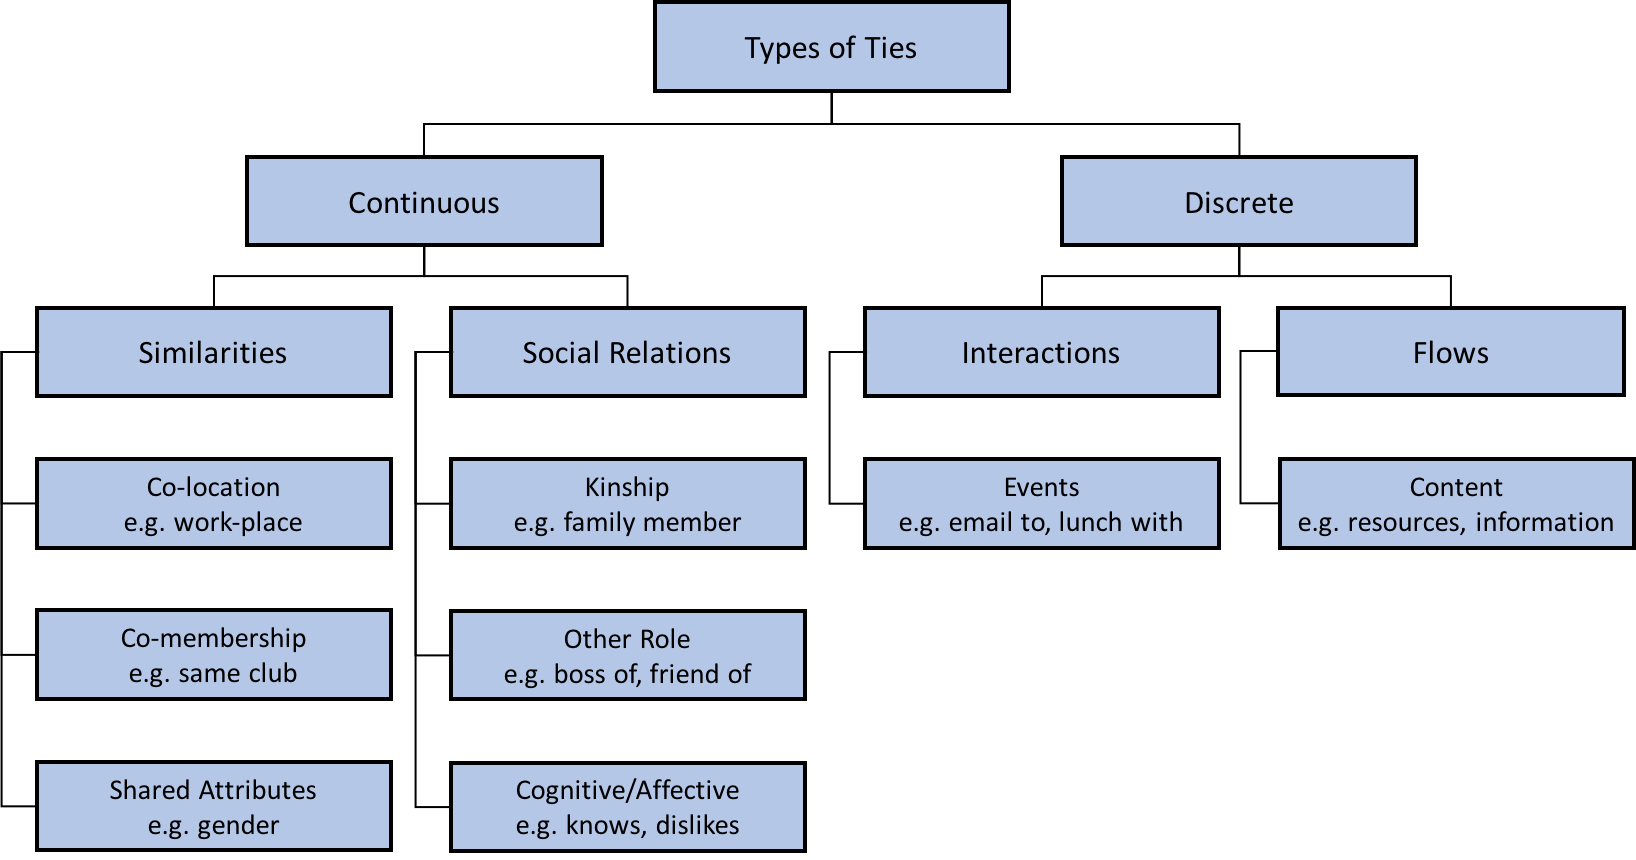 Types of Ties
Continuous
Discrete
Similarities
Social Relations
Interactions
Flows
Co-location
e.g. work-place
Kinship
e.g. family member
Events
e.g. email to, lunch with
Content
e.g. resources, information
Co-membership
e.g. same club
Other Role
e.g. boss of, friend of
Shared Attributes
e.g. gender
Cognitive/Affective
e.g. knows, dislikes